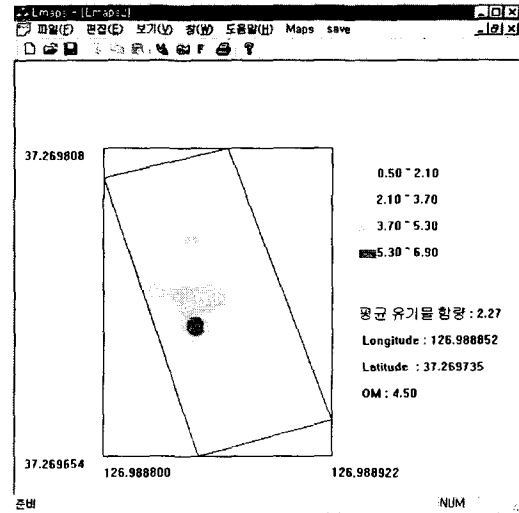 Lmaps - [Lmaps2]
파일(F) 편집(E) 보기(V) 창(W) 도움말(H) Maps save
F
37.269808
0.50 ~ 2.10
2.10 ~ 3.70
3.70 ~ 5.30
5.30 ~ 6.90
평균 유기물 함량 : 2.27
Longitude : 126.988852
Latitude : 37.269735
OM : 4.50
37.269654
126.988800
126.988922
준비
NUM